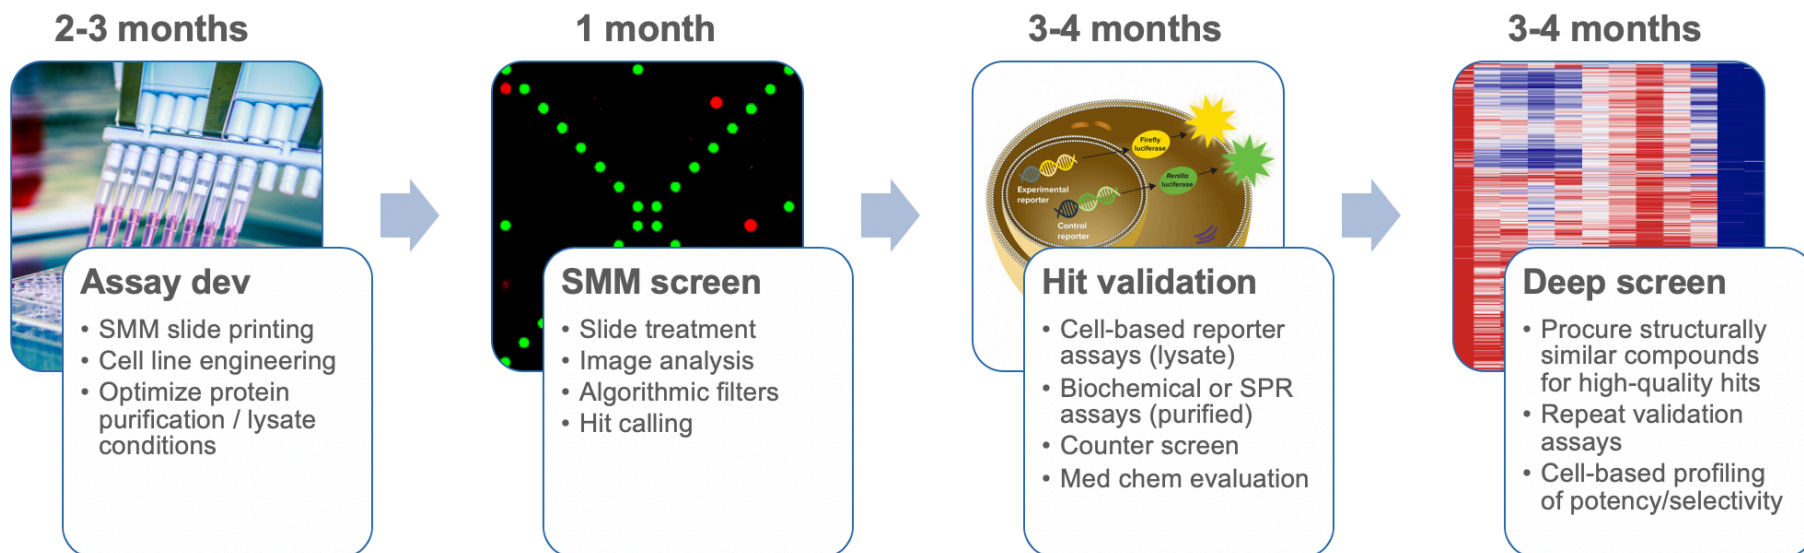 2-3 months
1 month
3-4 months
3-4 months
Experimental
reporter
Control
reporter
Firefly
luciferase
Renilla
luciferase
Assay dev
• SMM slide printing
• Cell line engineering
• Optimize protein
purification / lysate
conditions
SMM screen
• Slide treatment
• Image analysis
• Algorithmic filters
• Hit calling
Hit validation
• Cell-based reporter
assays (lysate)
• Biochemical or SPR
assays (purified)
• Counter screen
• Med chem evaluation
Deep screen
• Procure structurally
similar compounds
for high-quality hits
• Repeat validation
assays
• Cell-based profiling
of potency/selectivity